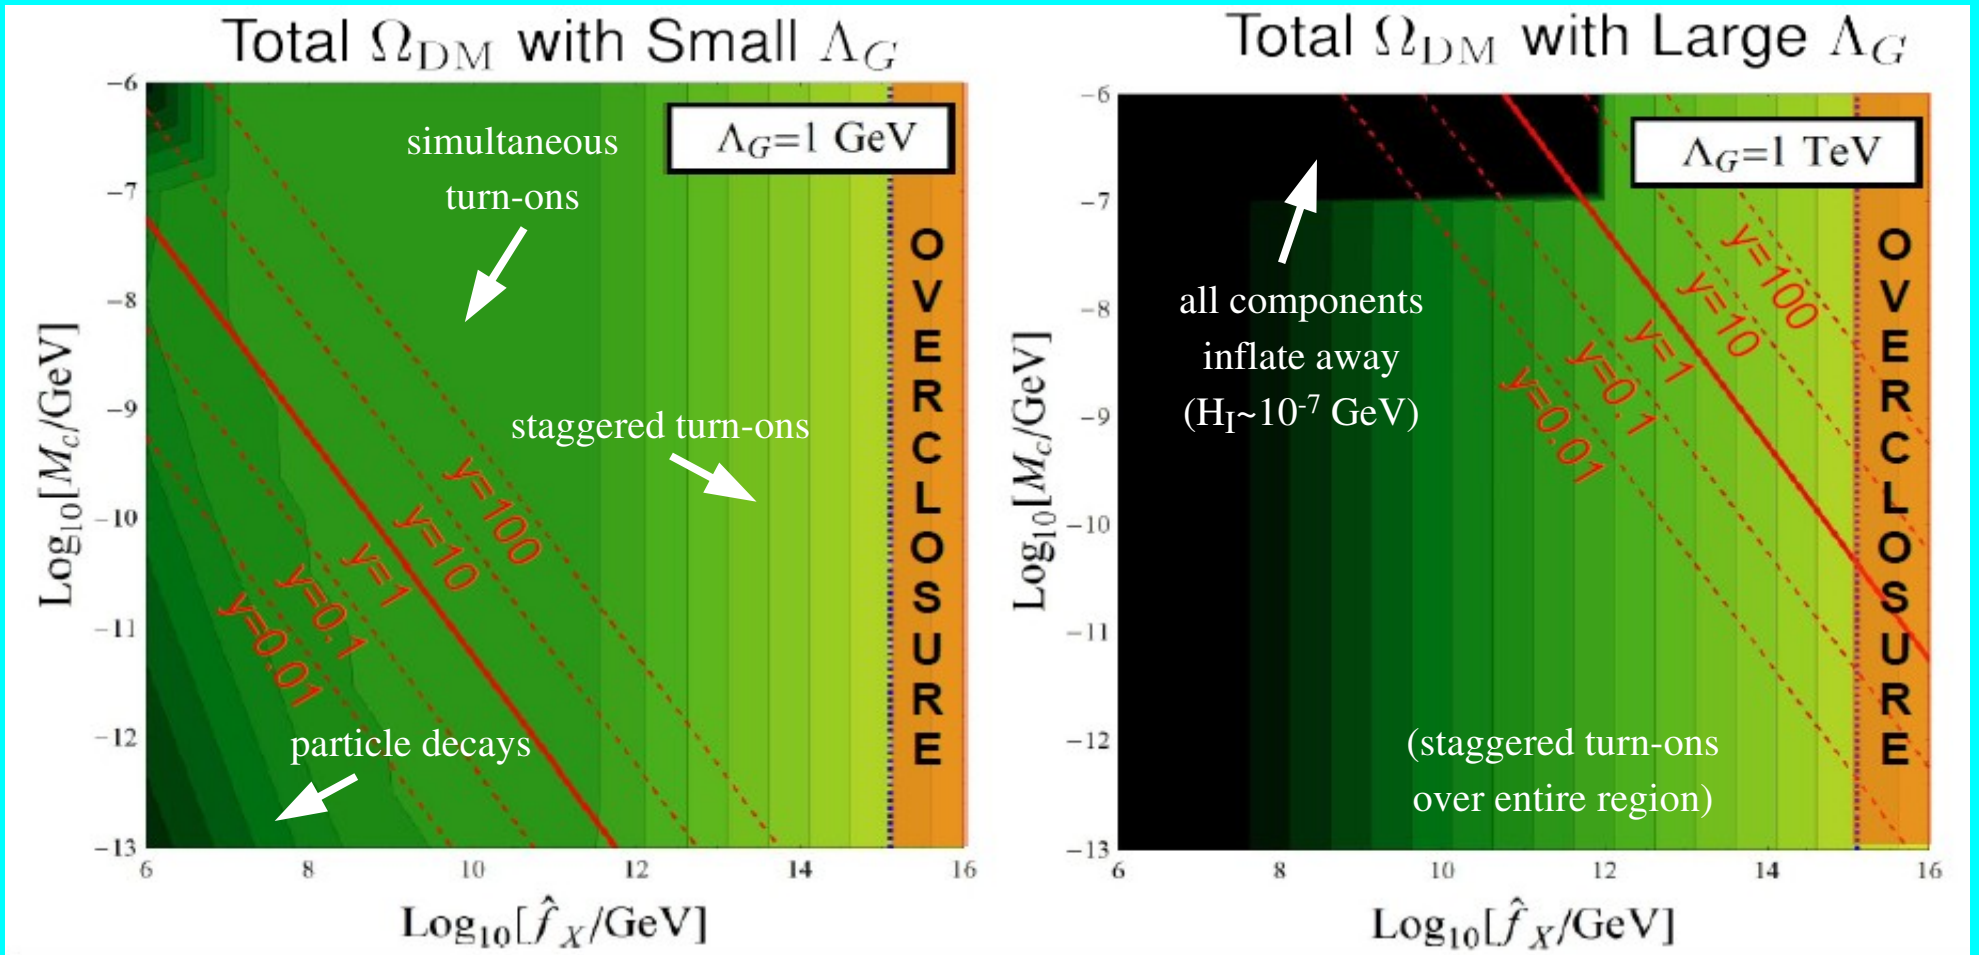 Total Ω_DM with Small Λ_G
Λ_G=1 GeV
simultaneous
turn-ons
staggered turn-ons
particle decays
y=100
y=10
y=1
y=0.1
y=0.01
OVERCLOSURE
−6
−7
−8
−9
−10
−11
−12
−13
6 8 10 12 14 16
Log₁₀[M_c/GeV]
Log₁₀[f̂_X/GeV]
Total Ω_DM with Large Λ_G
Λ_G=1 TeV
all components
inflate away
(H_I~10⁻⁷ GeV)
y=100
y=10
y=1
y=0.1
y=0.01
(staggered turn-ons
over entire region)
OVERCLOSURE
−6
−7
−8
−9
−10
−11
−12
−13
6 8 10 12 14 16
Log₁₀[M_c/GeV]
Log₁₀[f̂_X/GeV]